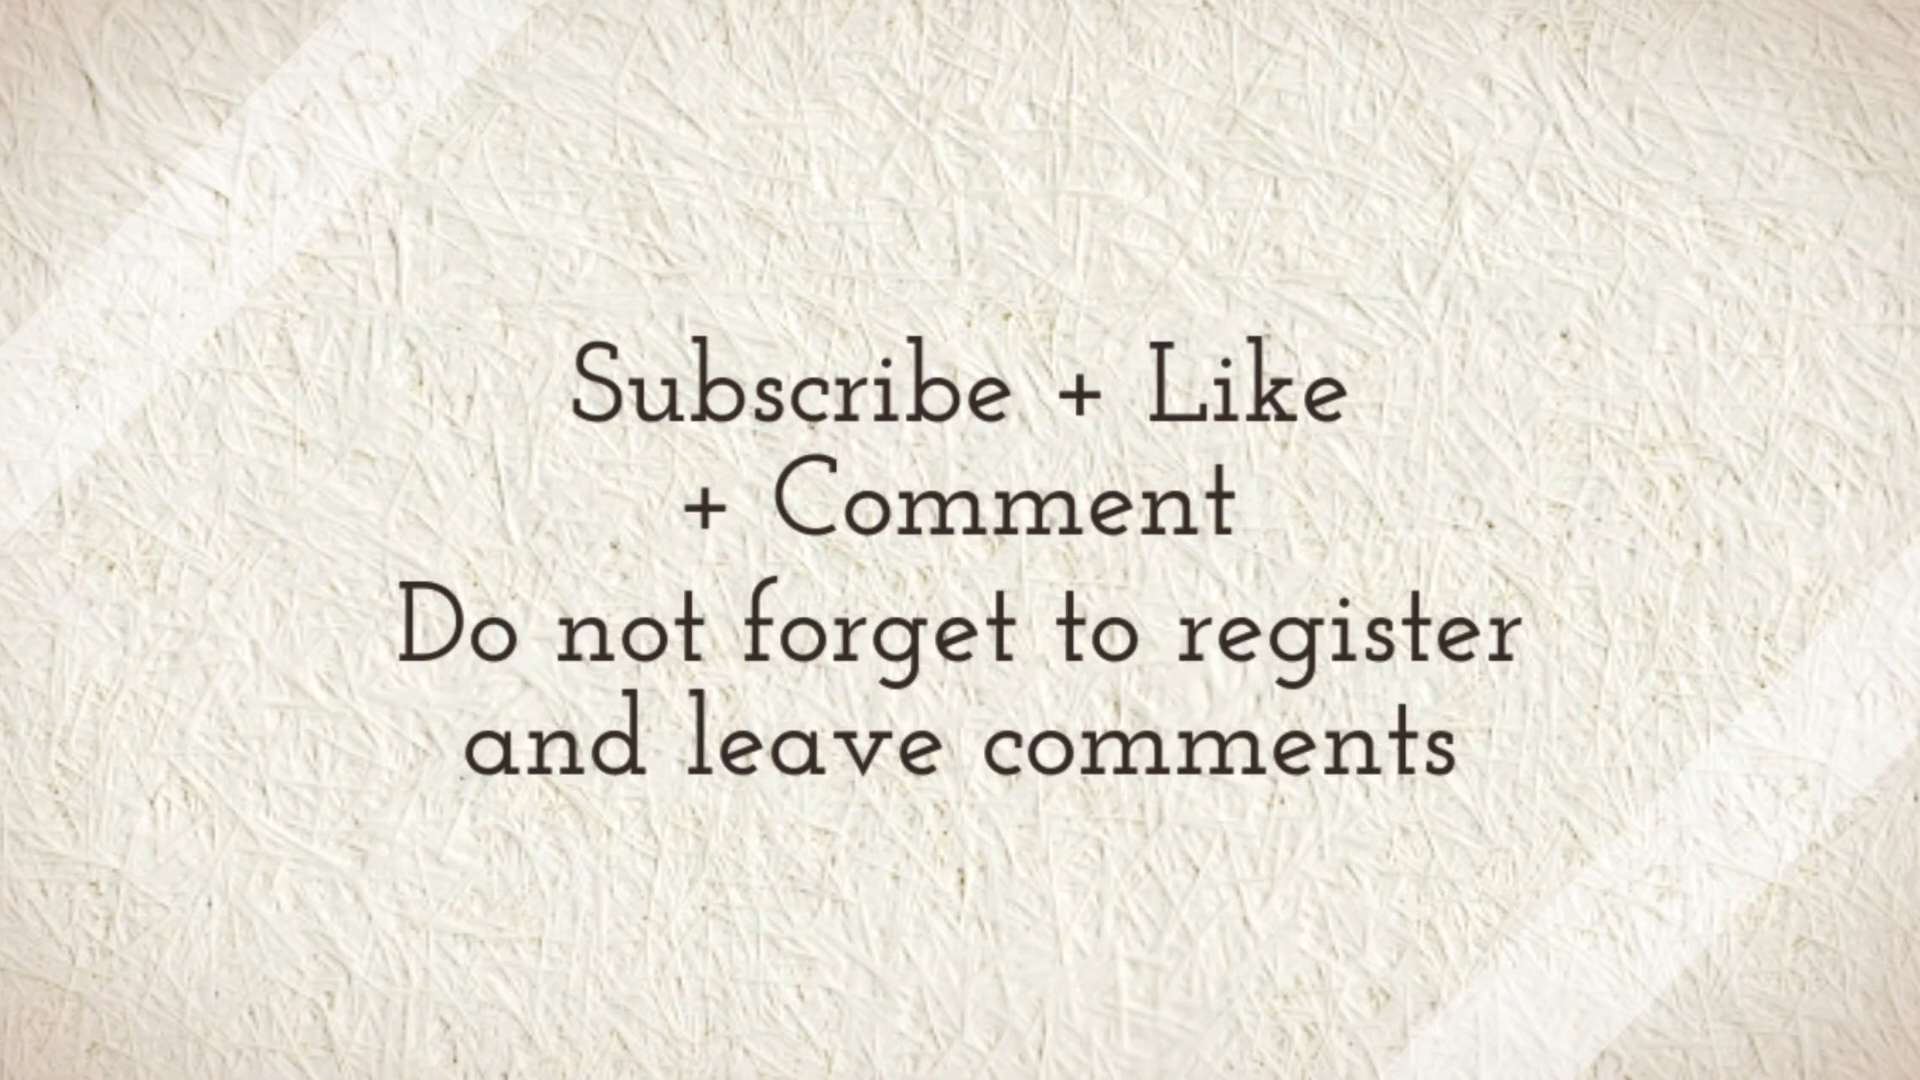 Subscribe + Like
+ Comment
Do not forget to register
and leave comments